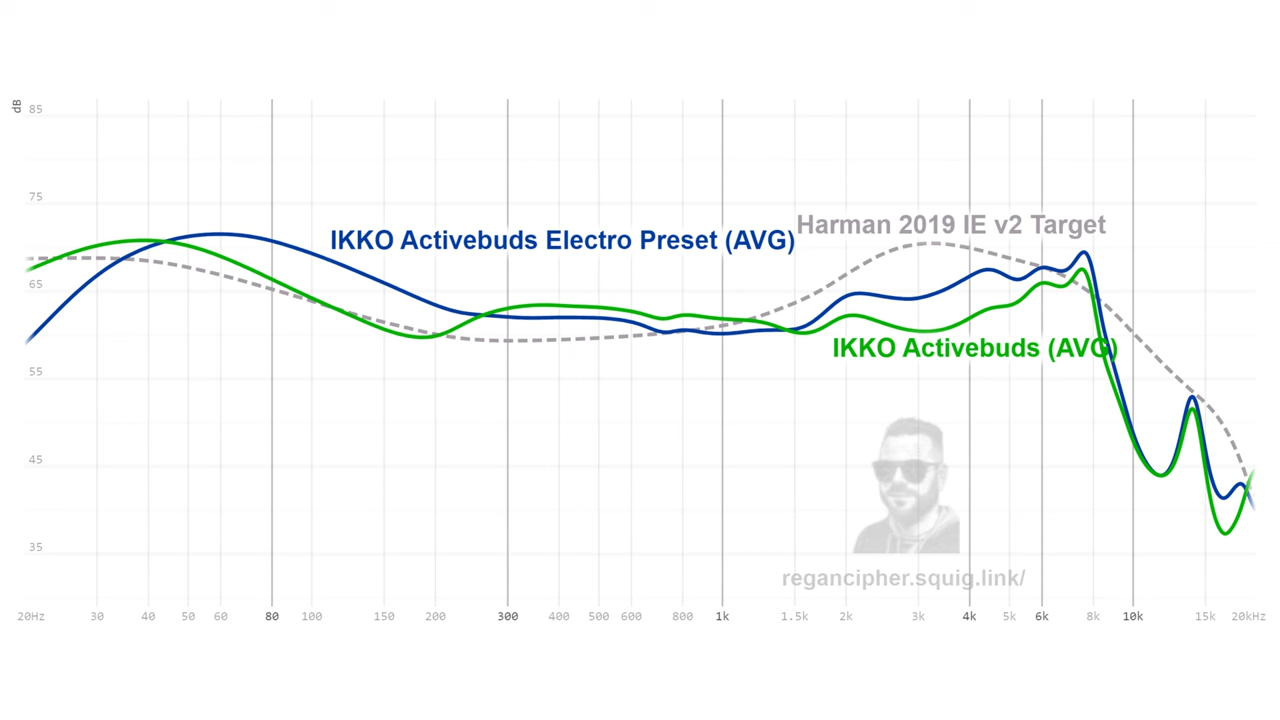 dB
85
75
65
55
45
35
IKKO Activebuds Electro Preset (AVG)
Harman 2019 IE v2 Target
IKKO Activebuds (AVG)
regancipher.squig.link/
20Hz 30 40 50 60 80 100 150 200 300 400 500 600 800 1k 1.5k 2k 3k 4k 5k 6k 8k 10k 15k 20kHz